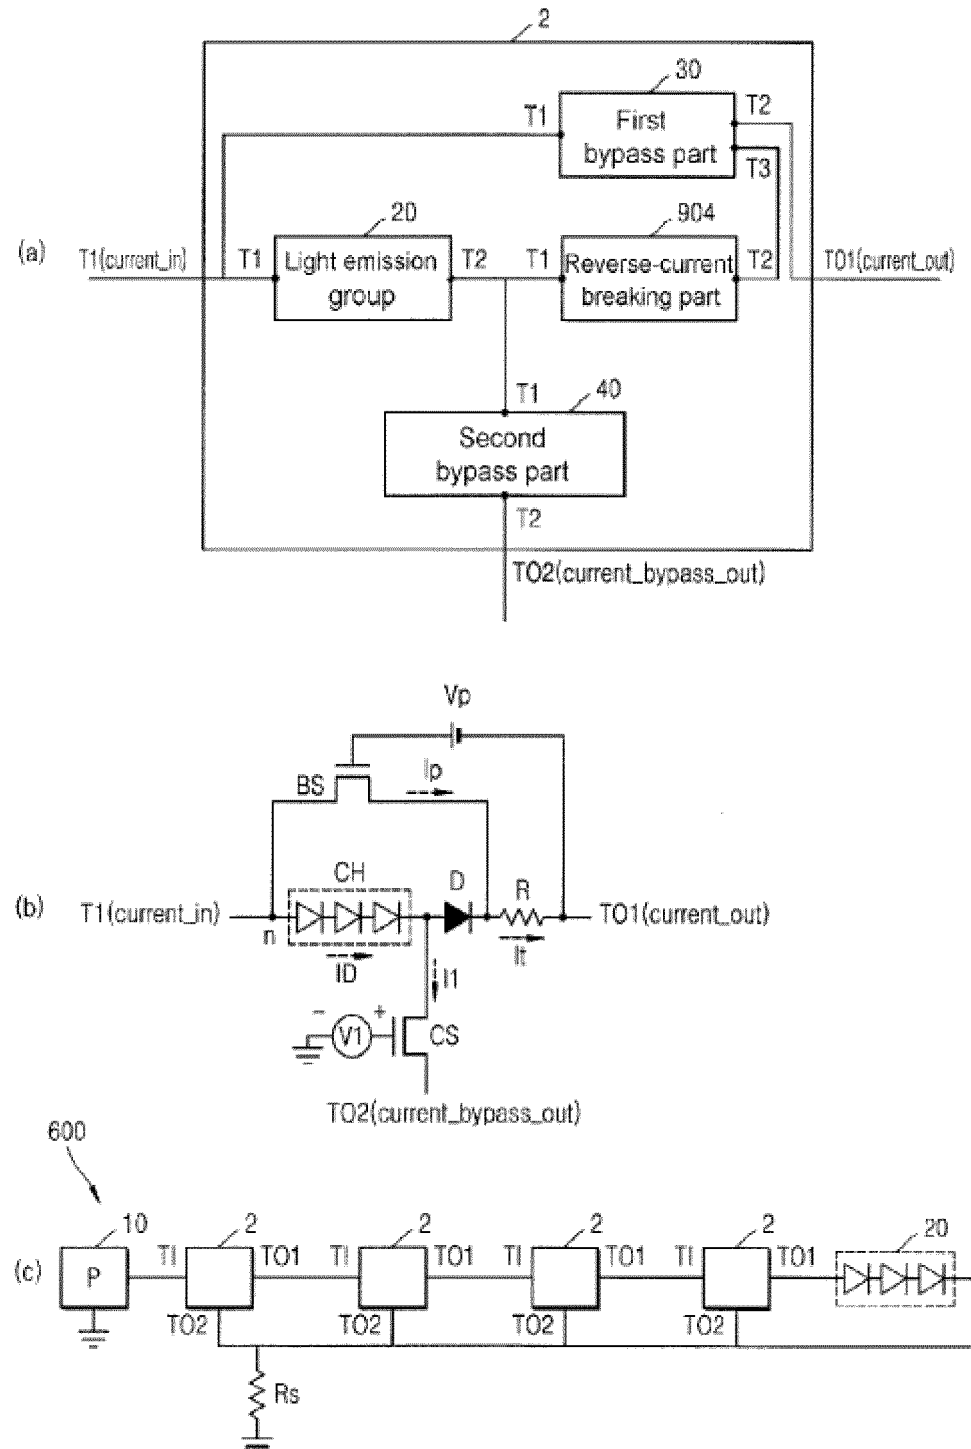 2
30
First
bypass part
T1
T2
T3
20
904
(a)
T1(current_in)
T1
Light emission
group
T2
T1
Reverse-current
breaking part
T2
TO1(current_out)
T1
40
Second
bypass part
T2
TO2(current_bypass_out)
Vp
BS
Ip
(b)
T1(current_in)
n
CH
D
R
TO1(current_out)
ID
I1
It
- V1 +
CS
TO2(current_bypass_out)
600
(c)
10
P
TI
2
TO1
TO2
TI
2
TO1
TO2
TI
2
TO1
TO2
TI
2
TO1
TO2
20
Rs